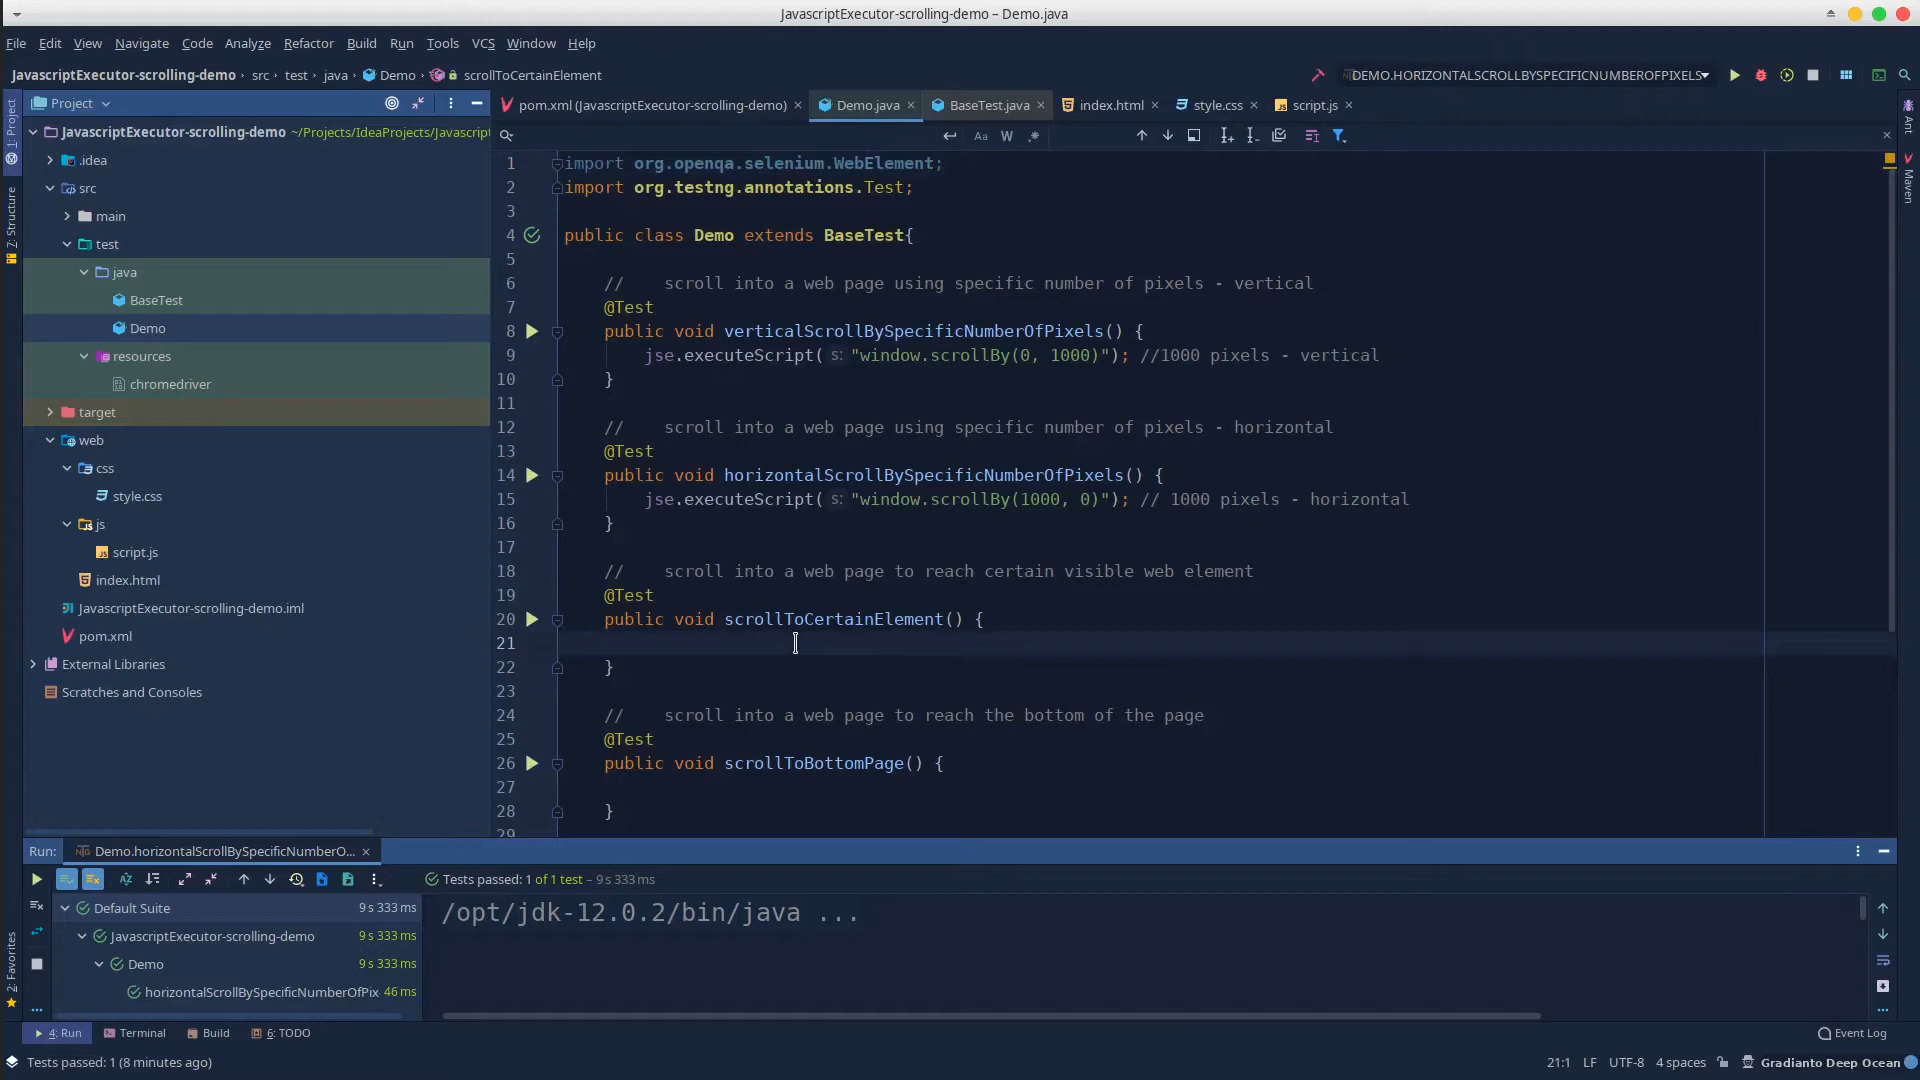 JavascriptExecutor-scrolling-demo – Demo.java
File Edit View Navigate Code Analyze Refactor Build Run Tools VCS Window Help
JavascriptExecutor-scrolling-demo › src › test › java › Demo › scrollToCertainElement
DEMO.HORIZONTALSCROLLBYSPECIFICNUMBEROFPIXELS
Project
pom.xml (JavascriptExecutor-scrolling-demo) × Demo.java × BaseTest.java × index.html × style.css × script.js ×
Aa W .*
JavascriptExecutor-scrolling-demo ~/Projects/IdeaProjects/Javascript
.idea
src
main
test
java
BaseTest
Demo
resources
chromedriver
target
web
css
style.css
js
script.js
index.html
JavascriptExecutor-scrolling-demo.iml
pom.xml
External Libraries
Scratches and Consoles
1: Project
7: Structure
2: Favorites
Ant
Maven
1 import org.openqa.selenium.WebElement;
2 import org.testng.annotations.Test;
3
4 public class Demo extends BaseTest{
5
6 //    scroll into a web page using specific number of pixels - vertical
7 @Test
8 public void verticalScrollBySpecificNumberOfPixels() {
9 jse.executeScript( s: "window.scrollBy(0, 1000)"); //1000 pixels - vertical
10 }
11
12 //    scroll into a web page using specific number of pixels - horizontal
13 @Test
14 public void horizontalScrollBySpecificNumberOfPixels() {
15 jse.executeScript( s: "window.scrollBy(1000, 0)"); // 1000 pixels - horizontal
16 }
17
18 //    scroll into a web page to reach certain visible web element
19 @Test
20 public void scrollToCertainElement() {
21
22 }
23
24 //    scroll into a web page to reach the bottom of the page
25 @Test
26 public void scrollToBottomPage() {
27
28 }
29
Run: Demo.horizontalScrollBySpecificNumberO... ×
Tests passed: 1 of 1 test – 9 s 333 ms
Default Suite 9 s 333 ms
JavascriptExecutor-scrolling-demo 9 s 333 ms
Demo 9 s 333 ms
horizontalScrollBySpecificNumberOfPix 46 ms
/opt/jdk-12.0.2/bin/java ...
4: Run Terminal Build 6: TODO Event Log
Tests passed: 1 (8 minutes ago) 21:1 LF UTF-8 4 spaces Gradianto Deep Ocean